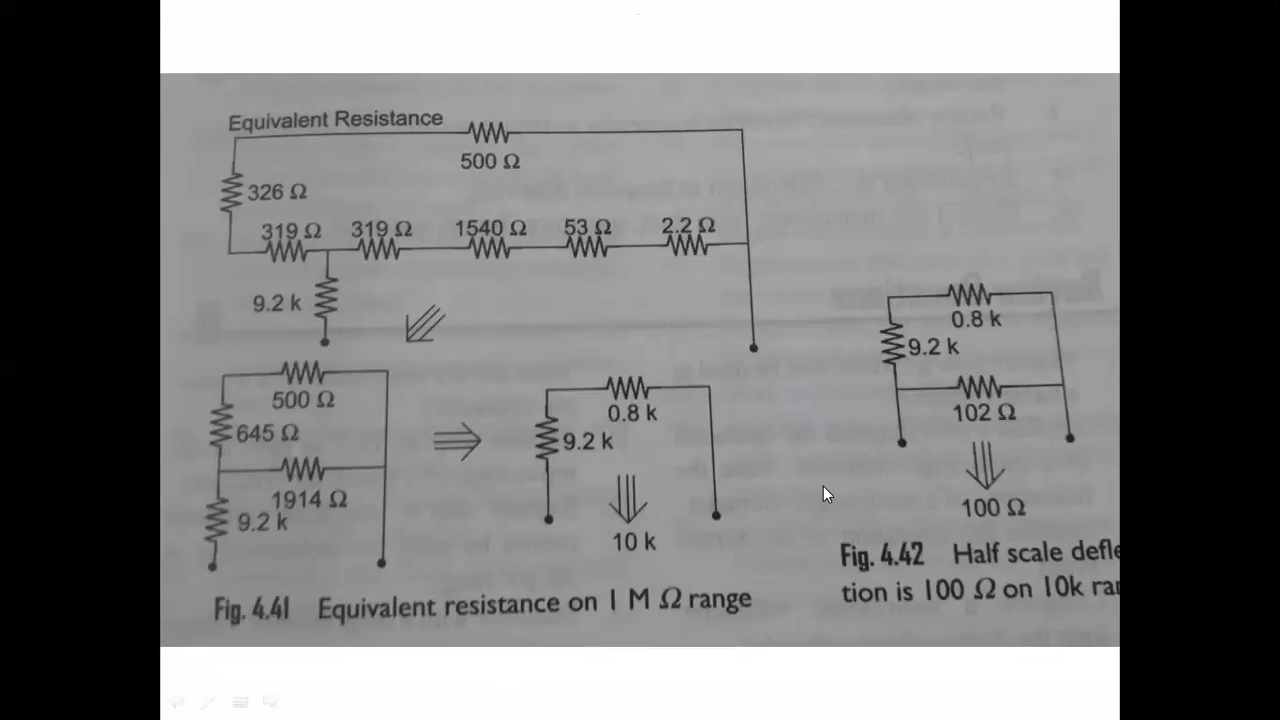 Equivalent Resistance
500 Ω
326 Ω
319 Ω 319 Ω 1540 Ω 53 Ω 2.2 Ω
9.2 k
500 Ω
645 Ω
1914 Ω
9.2 k
0.8 k
9.2 k
10 k
Fig. 4.41 Equivalent resistance on 1 M Ω range
0.8 k
9.2 k
102 Ω
100 Ω
Fig. 4.42 Half scale defle
tion is 100 Ω on 10k ra